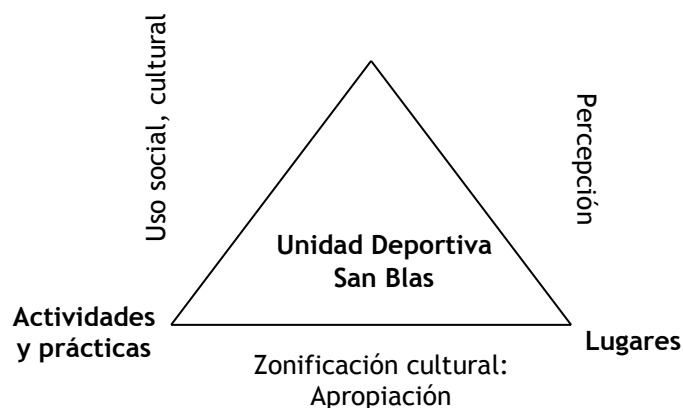 Uso social, cultural
Percepción
Unidad Deportiva
San Blas
Actividades
y prácticas
Lugares
Zonificación cultural:
Apropiación